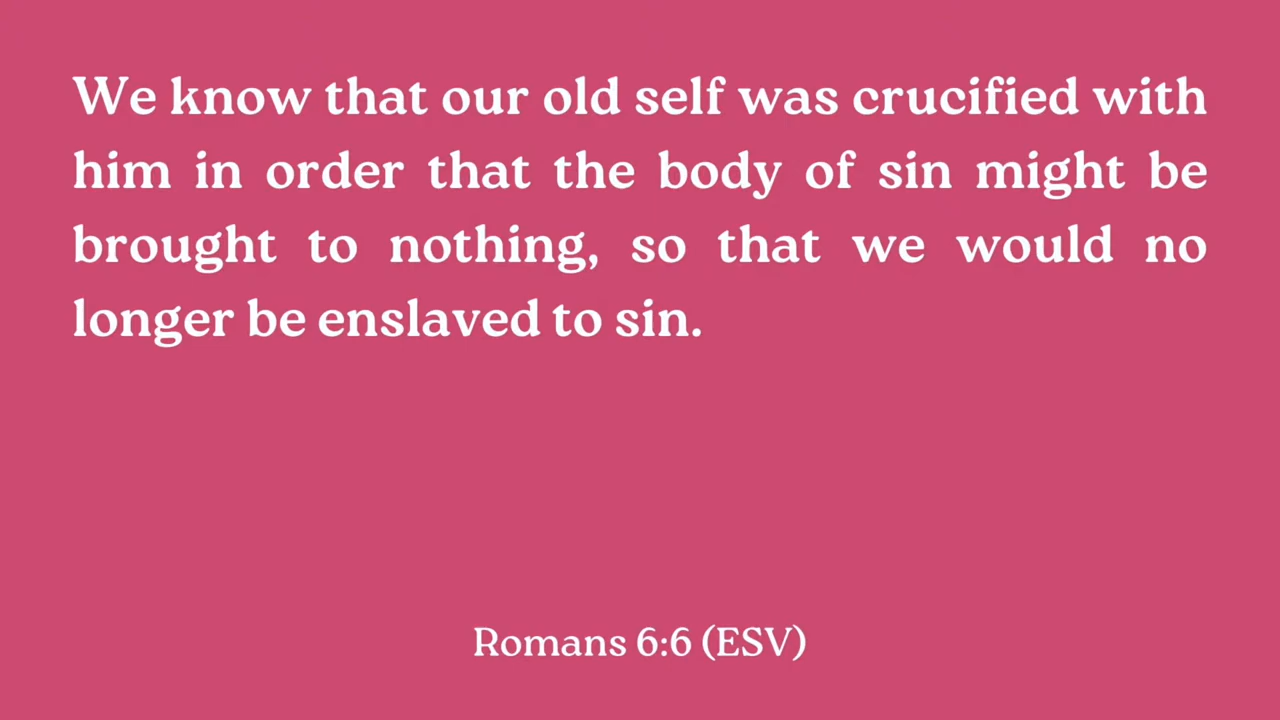 We know that our old self was crucified with
him in order that the body of sin might be
brought to nothing, so that we would no
longer be enslaved to sin.
Romans 6:6 (ESV)